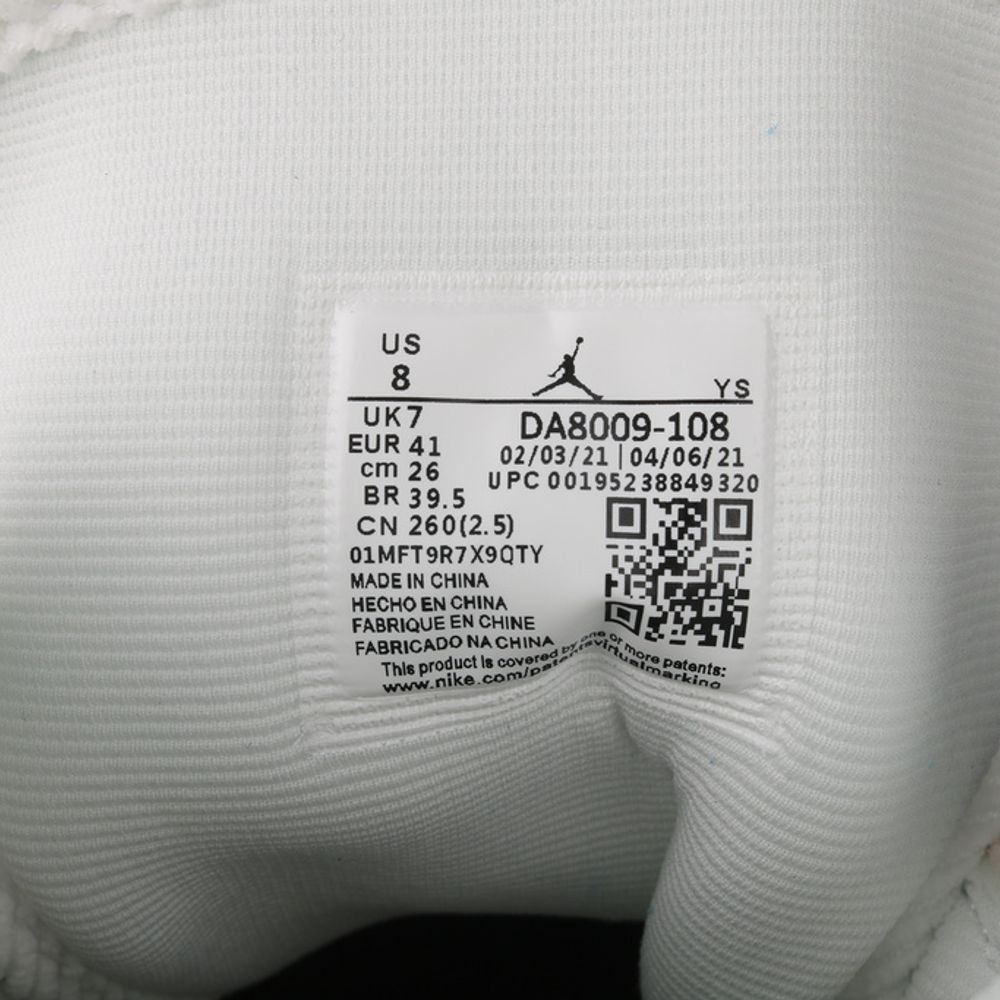 US
8
YS
UK 7
DA8009-108
EUR 41
02/03/21 | 04/06/21
cm 26
UPC 00195238849320
BR 39.5
CN 260(2.5)
01MFT9R7X9QTY
MADE IN CHINA
HECHO EN CHINA
FABRIQUE EN CHINE
FABRICADO NA CHINA
This product is covered by one or more patents:
www.nike.com/patentsvirtualmarking